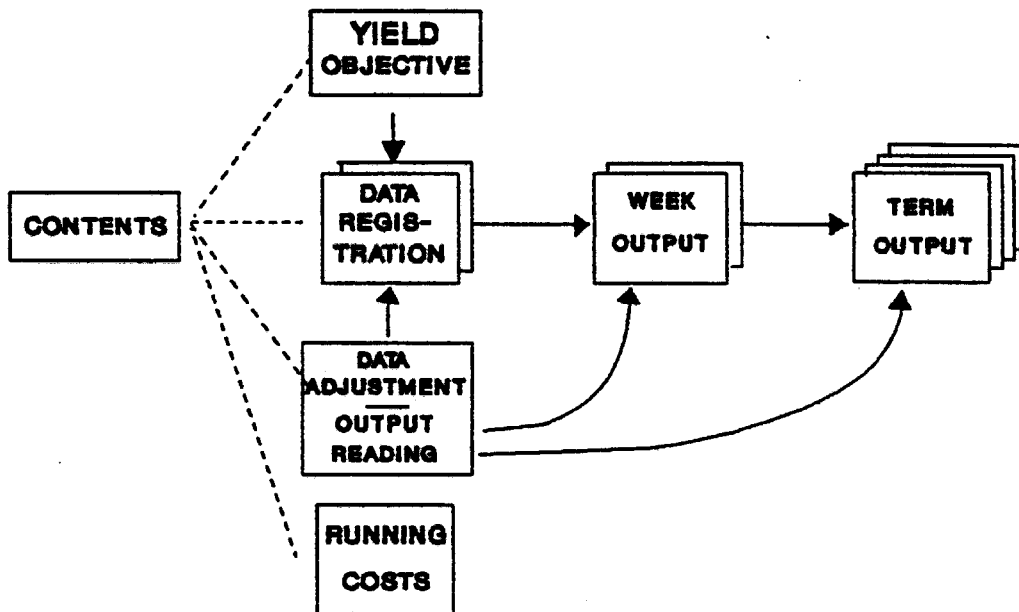 YIELD
OBJECTIVE
CONTENTS
DATA
REGIS-
TRATION
WEEK
OUTPUT
TERM
OUTPUT
DATA
ADJUSTMENT
OUTPUT
READING
RUNNING
COSTS